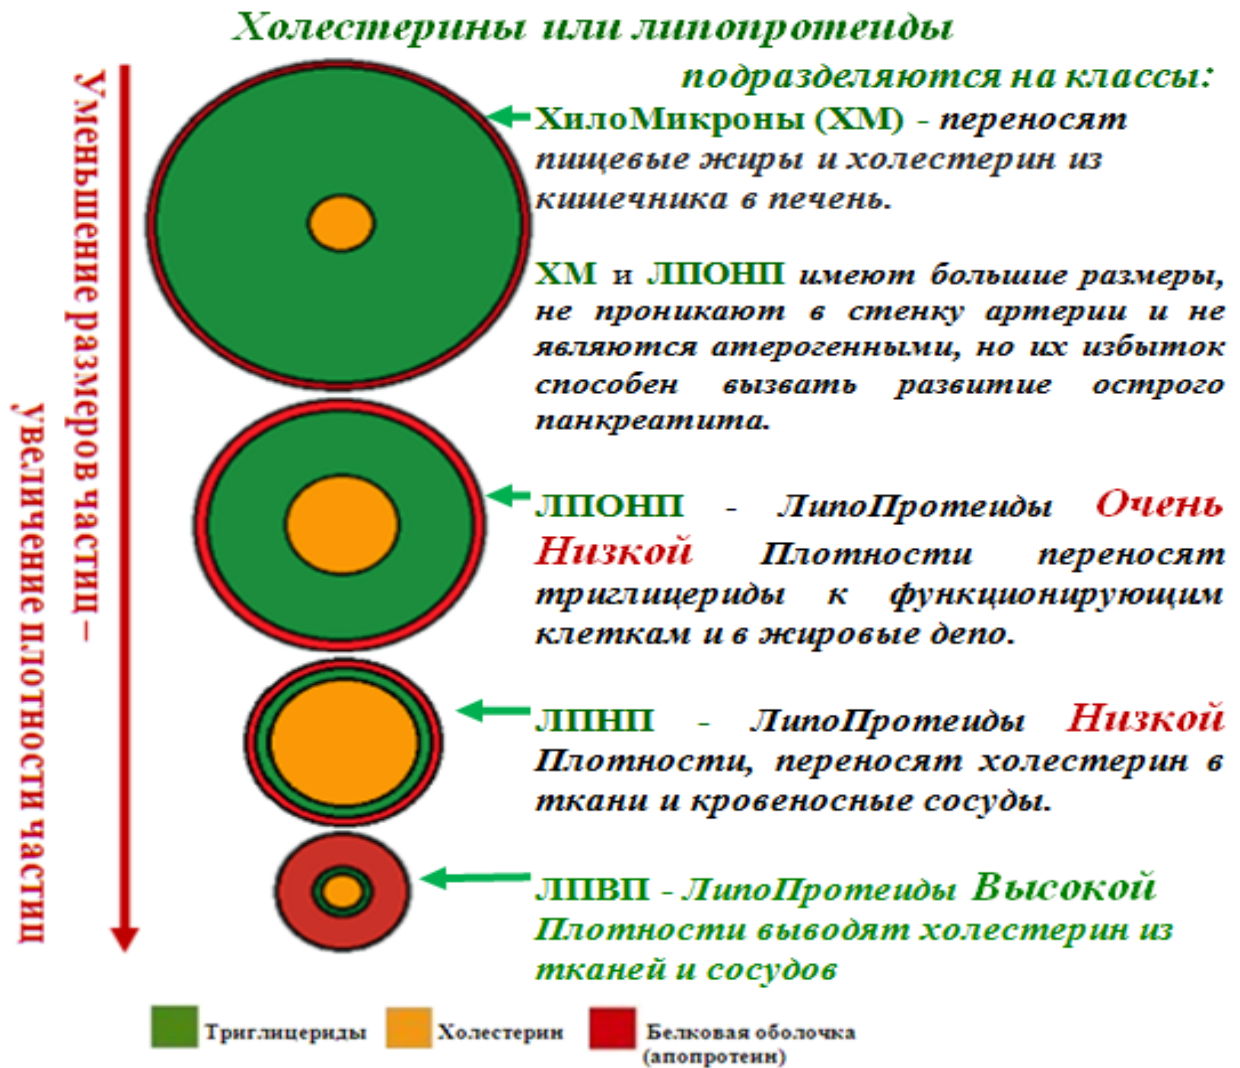 Холестерины или липопротеиды
подразделяются на классы:
ХилоМикроны (ХМ) - переносят
пищевые жиры и холестерин из
кишечника в печень.
ХМ и ЛПОНП имеют большие размеры,
не проникают в стенку артерии и не
являются атерогенными, но их избыток
способен вызвать развитие острого
панкреатита.
ЛПОНП - ЛипоПротеиды Очень
Низкой Плотности переносят
триглицериды к функционирующим
клеткам и в жировые депо.
ЛПНП - ЛипоПротеиды Низкой
Плотности, переносят холестерин в
ткани и кровеносные сосуды.
ЛПВП - ЛипоПротеиды Высокой
Плотности выводят холестерин из
тканей и сосудов
Уменьшение размеров частиц –
увеличение плотности частиц
Триглицериды
Холестерин
Белковая оболочка
(апопротеин)